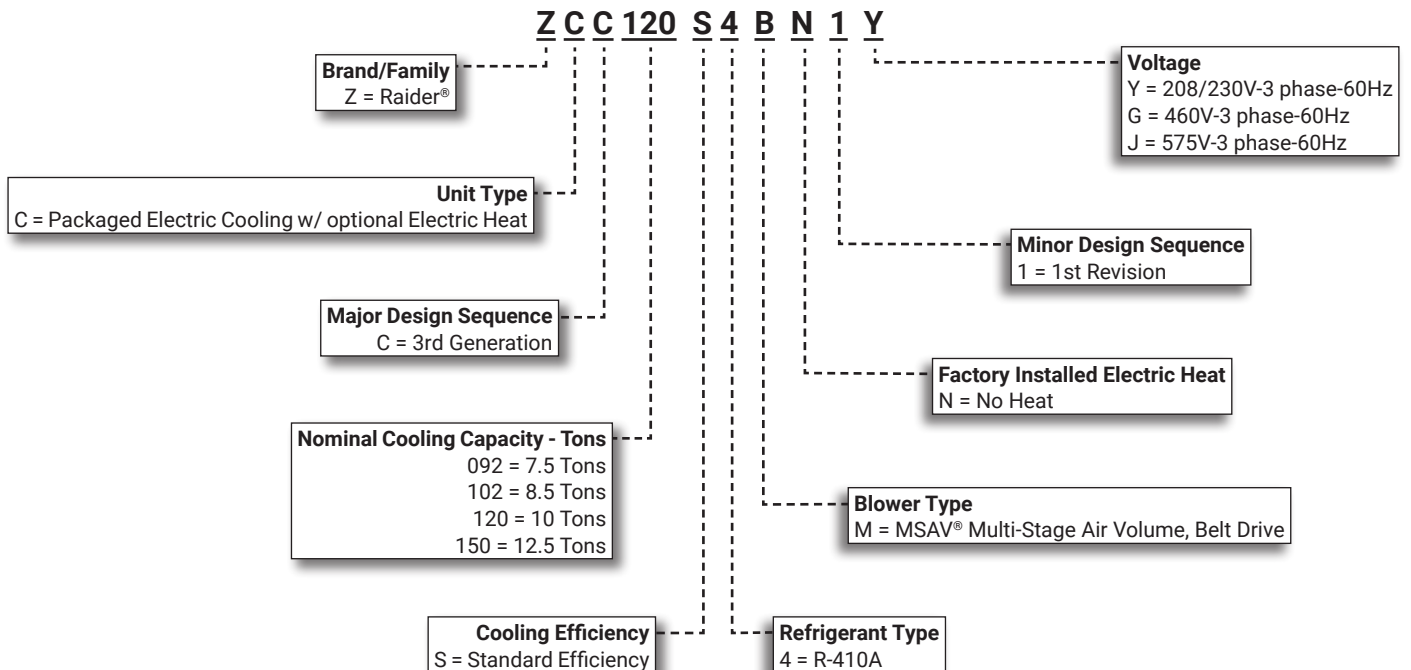 Z C C 120 S 4 B N 1 Y
Brand/Family
Z = Raider®
Voltage
Y = 208/230V-3 phase-60Hz
G = 460V-3 phase-60Hz
J = 575V-3 phase-60Hz
Unit Type
C = Packaged Electric Cooling w/ optional Electric Heat
Minor Design Sequence
1 = 1st Revision
Major Design Sequence
C = 3rd Generation
Factory Installed Electric Heat
N = No Heat
Nominal Cooling Capacity - Tons
092 = 7.5 Tons
102 = 8.5 Tons
120 = 10 Tons
150 = 12.5 Tons
Blower Type
M = MSAV® Multi-Stage Air Volume, Belt Drive
Cooling Efficiency
S = Standard Efficiency
Refrigerant Type
4 = R-410A